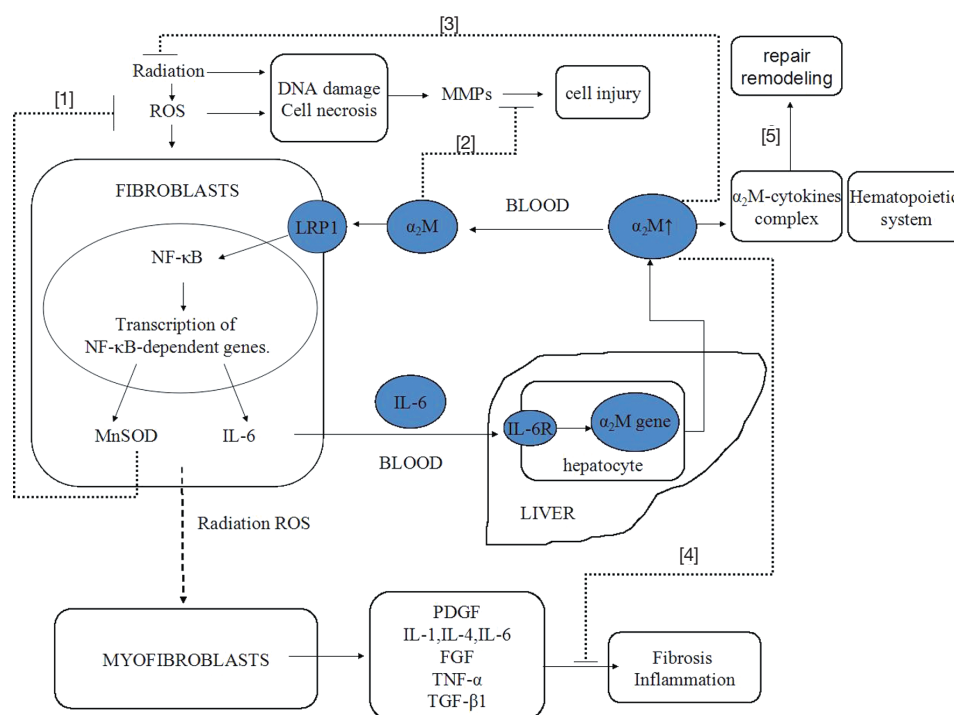 [3]
repair
remodeling
Radiation
DNA damage
Cell necrosis
MMPs
cell injury
[1]
ROS
[2]
[5]
FIBROBLASTS
LRP1
α₂M
BLOOD
α₂M↑
α₂M-cytokines
complex
Hematopoietic
system
NF-κB
Transcription of
NF-κB-dependent genes.
IL-6
MnSOD
IL-6
BLOOD
IL-6R
α₂M gene
hepatocyte
LIVER
Radiation ROS
[4]
MYOFIBROBLASTS
PDGF
IL-1,IL-4,IL-6
FGF
TNF-α
TGF-β1
Fibrosis
Inflammation